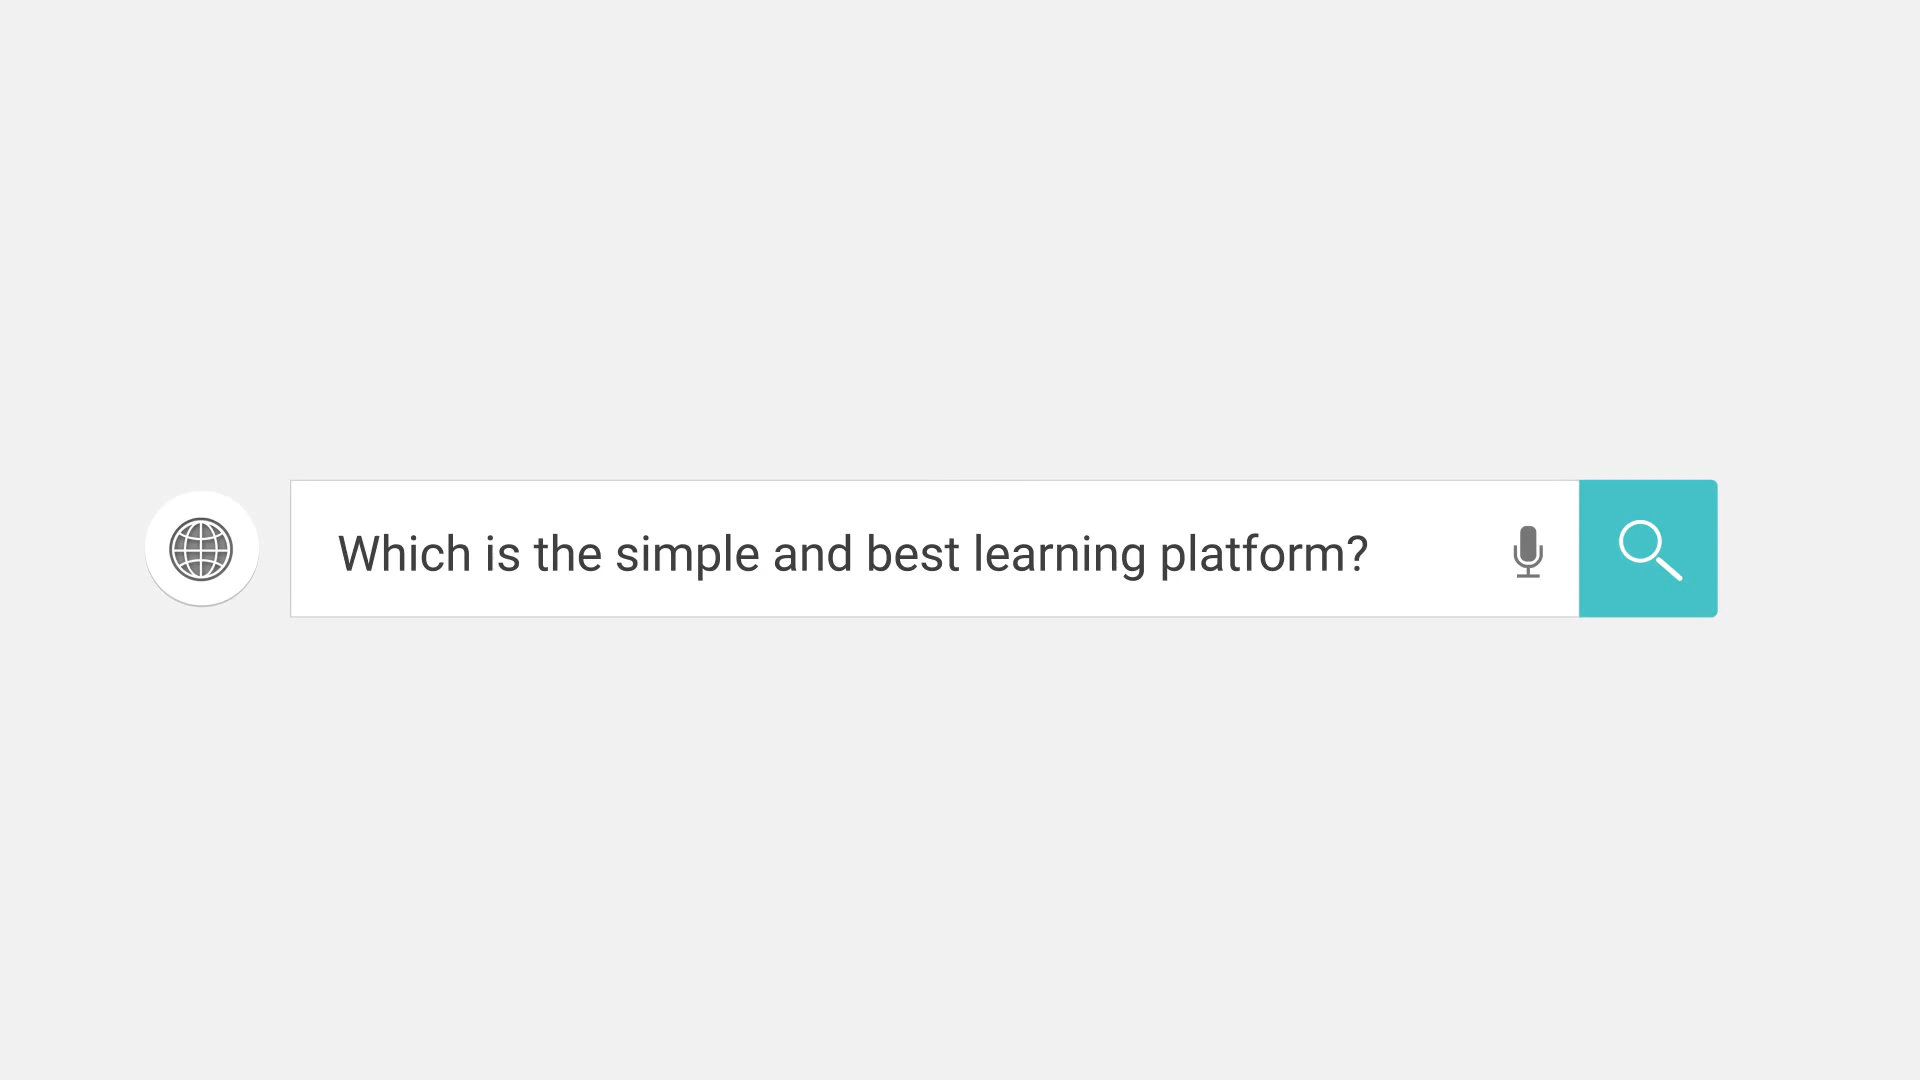 Which is the simple and best learning platform?